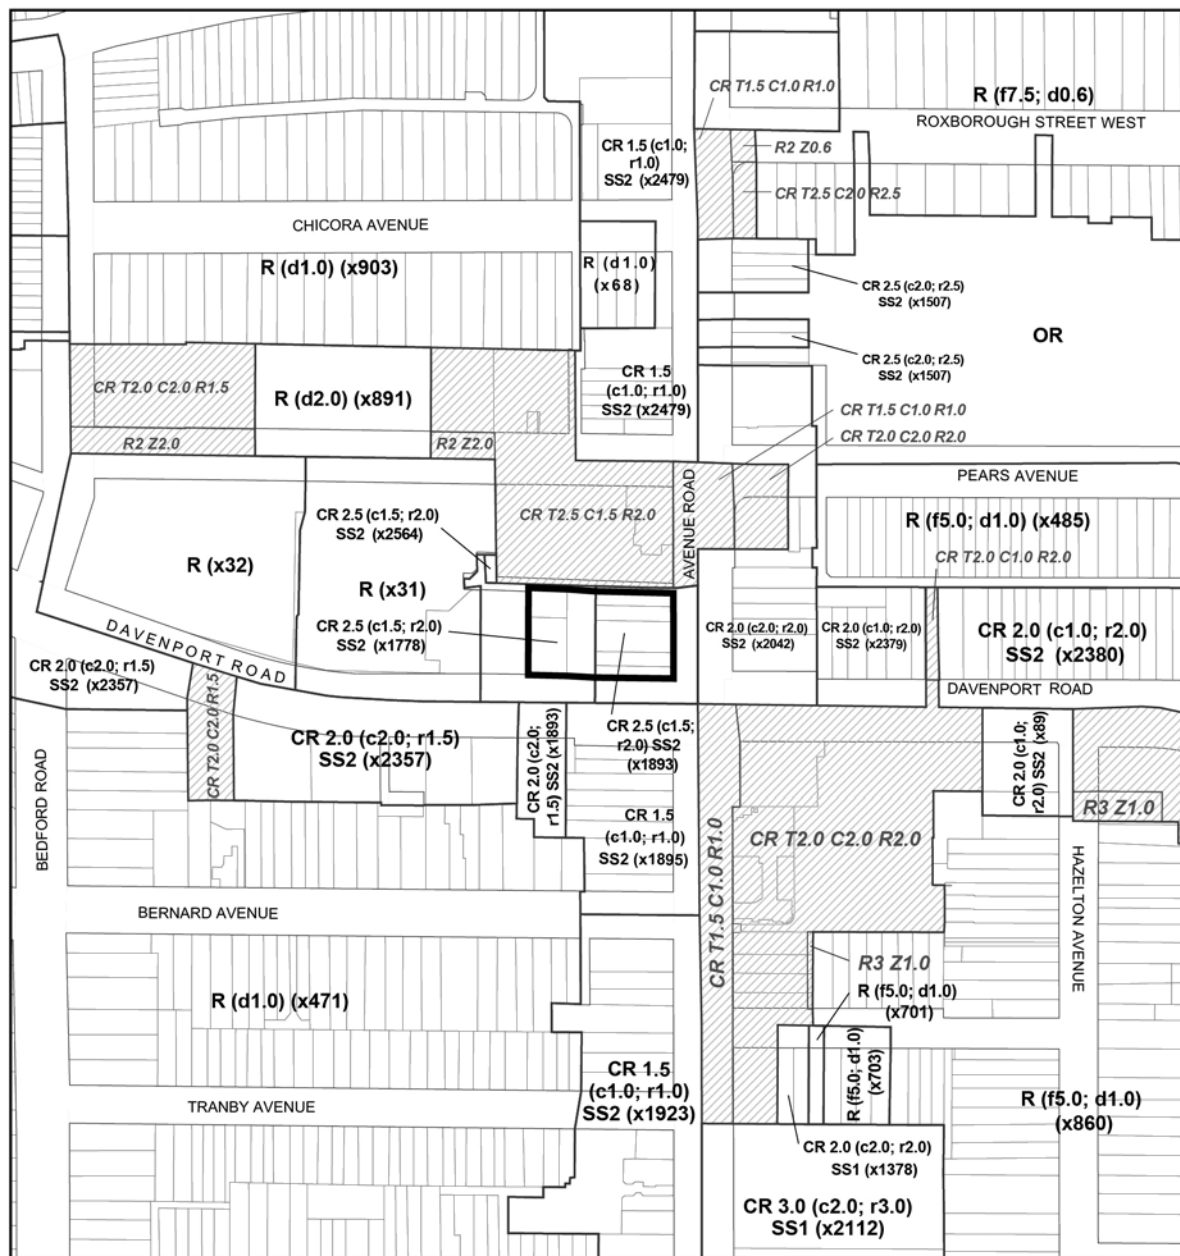 CR T1.5 C1.0 R1.0
R (f7.5; d0.6)
ROXBOROUGH STREET WEST
CR 1.5 (c1.0;
r1.0)
SS2 (x2479)
R2 Z0.6
CR T2.5 C2.0 R2.5
CHICORA AVENUE
R (d1.0) (x903)
R (d1.0)
(x68)
CR 2.5 (c2.0; r2.5)
SS2 (x1507)
OR
CR 2.5 (c2.0; r2.5)
SS2 (x1507)
CR T2.0 C2.0 R1.5
R (d2.0) (x891)
CR 1.5
(c1.0; r1.0)
SS2 (x2479)
CR T1.5 C1.0 R1.0
CR T2.0 C2.0 R2.0
R2 Z2.0
R2 Z2.0
PEARS AVENUE
AVENUE ROAD
CR 2.5 (c1.5; r2.0)
SS2 (x2564)
CR T2.5 C1.5 R2.0
R (f5.0; d1.0) (x485)
CR T2.0 C1.0 R2.0
R (x32)
R (x31)
CR 2.5 (c1.5; r2.0)
SS2 (x1778)
CR 2.0 (c2.0; r2.0)
SS2 (x2042)
CR 2.0 (c1.0; r2.0)
SS2 (x2379)
CR 2.0 (c1.0; r2.0)
SS2 (x2380)
DAVENPORT ROAD
DAVENPORT ROAD
CR 2.0 (c2.0; r1.5)
SS2 (x2357)
CR T2.0 C2.0 R1.5
CR 2.0 (c2.0; r1.5)
SS2 (x2357)
CR 2.0 (c2.0;
r1.5) SS2 (x1893)
CR 2.5 (c1.5;
r2.0) SS2
(x1893)
CR 2.0 (c1.0;
r2.0) SS2 (x89)
R3 Z1.0
BEDFORD ROAD
CR 1.5
(c1.0; r1.0)
SS2 (x1895)
CR T1.5 C1.0 R1.0
CR T2.0 C2.0 R2.0
HAZELTON AVENUE
BERNARD AVENUE
R3 Z1.0
R (f5.0; d1.0)
(x701)
R (d1.0) (x471)
R (f5.0; d1.0)
(x703)
CR 1.5
(c1.0; r1.0)
SS2 (x1923)
R (f5.0; d1.0)
(x860)
TRANBY AVENUE
CR 2.0 (c2.0; r2.0)
SS1 (x1378)
CR 3.0 (c2.0; r3.0)
SS1 (x2112)